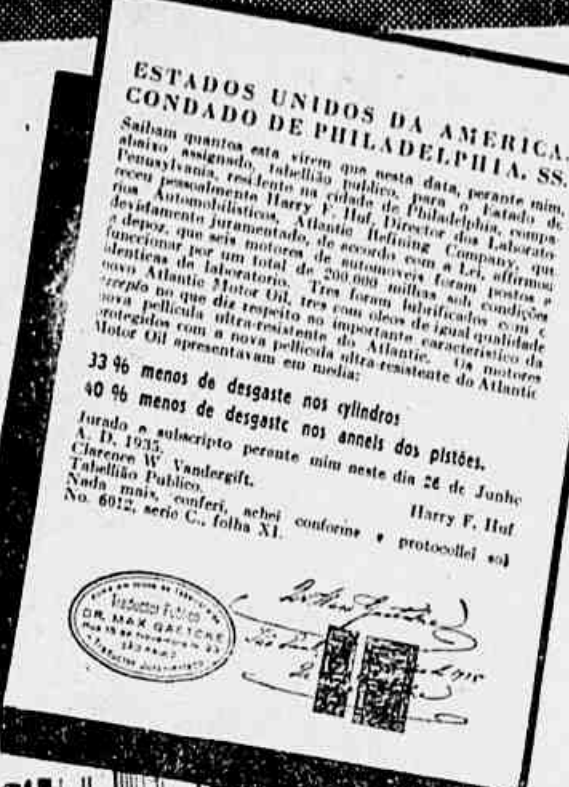 ESTADOS UNIDOS DA AMERICA.
CONDADO DE PHILADELPHIA. SS.
Saibam quantos esta virem que nesta data, perante mim,
abaixo assignado, tabellião publico, para o Estado de
Pennsylvania, residente na cidade de Philadelphia, compa-
receu pessoalmente Harry F. Huf, Director dos Laborato-
rios Automobilisticos, Atlantic Refining Company, que
devidamente juramentado, de accordo com a Lei, affirmou
e depoz, que seis motores de automoveis foram postos a
funccionar por um total de 200.000 milhas sob condições
identicas de laboratorio. Tres foram lubrificados com o
novo Atlantic Motor Oil, tres com oleos de igual qualidade
excepto no que diz respeito ao importante caracteristico da
nova pellicula ultra-resistente do Atlantic. Os motores
protegidos com a nova pellicula ultra-resistente do Atlantic
Motor Oil apresentavam em media:
33 % menos de desgaste nos cylindros
40 % menos de desgaste nos anneis dos pistões.
Jurado e subscripto perante mim neste dia 26 de Junho
A. D. 1935.
Harry F. Huf
Clarence W. Vandergift.
Tabellião Publico.
Nada mais, conferi, achei conforme e protocollei sob
No. 6012, serie C., folha XI.
Traductor Publico
DR. MAX GAETCKE
SÃO PAULO